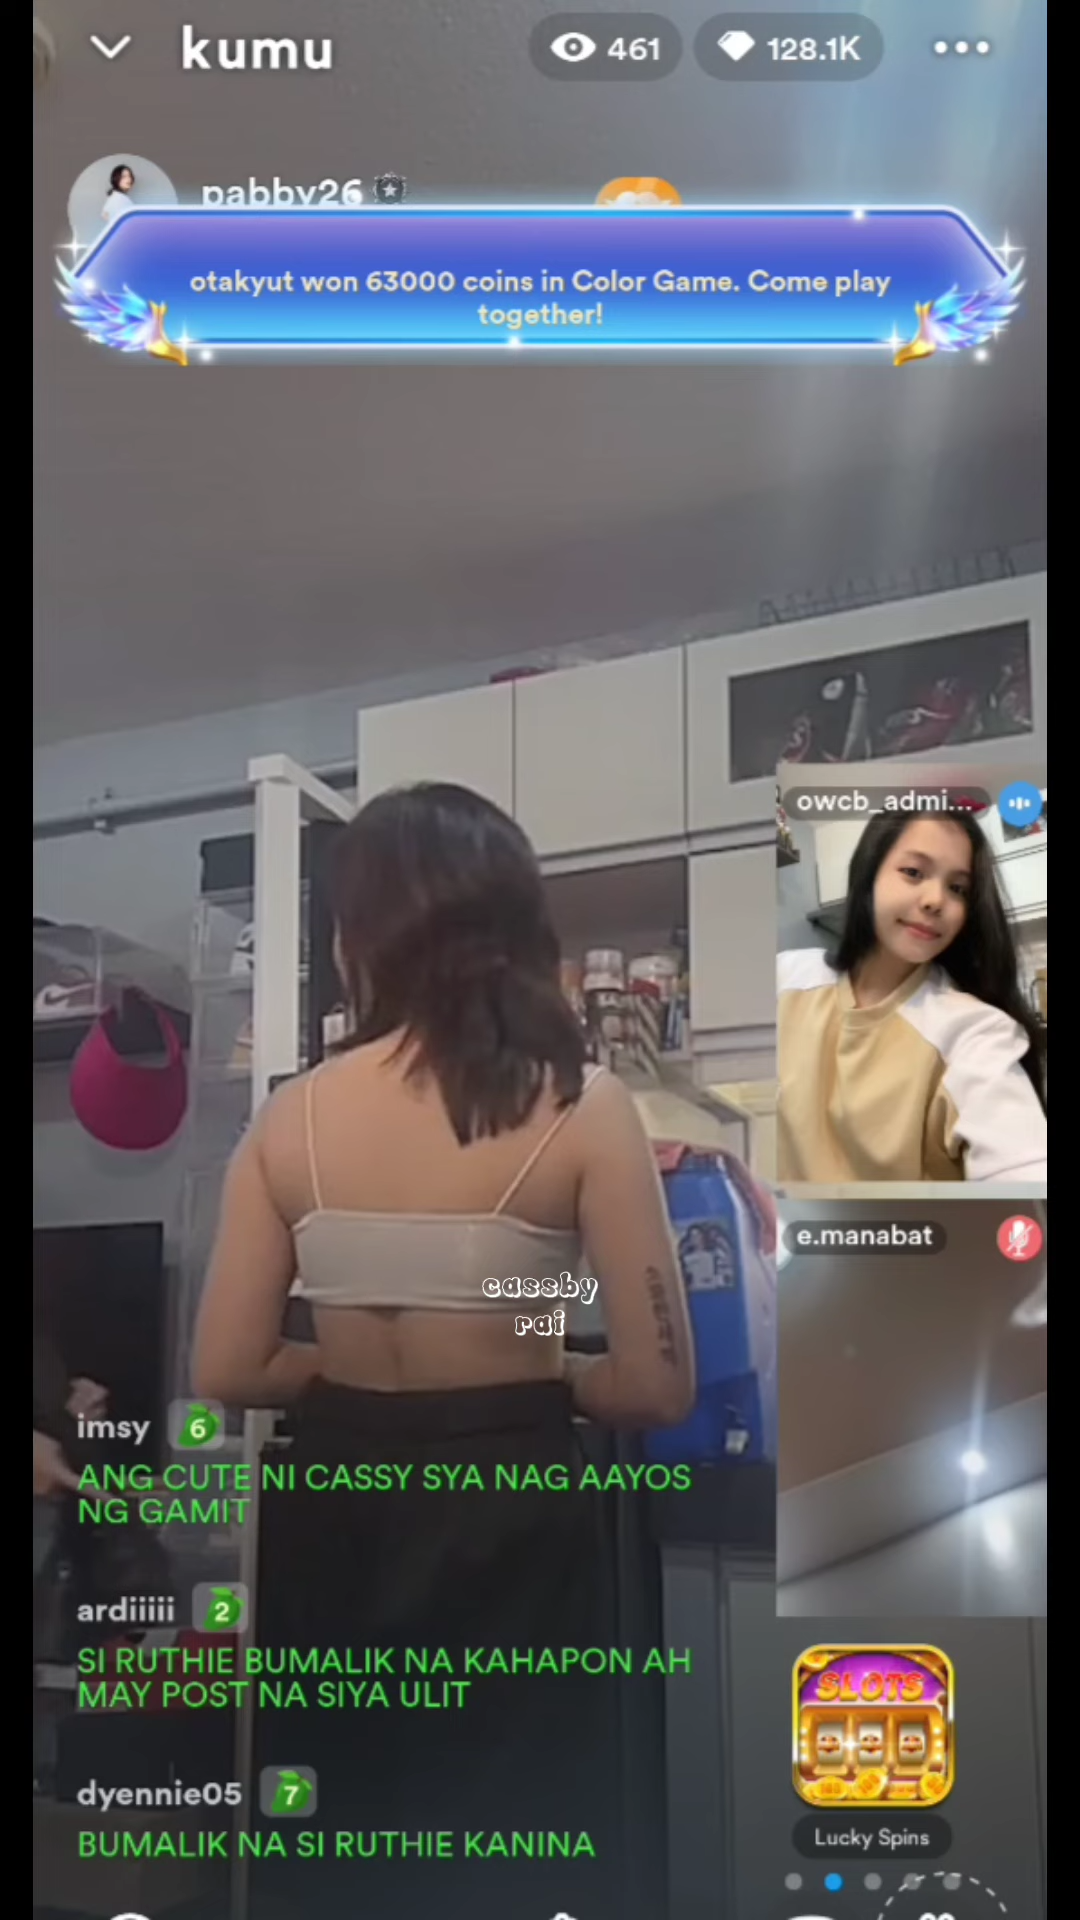 kumu
461
128.1K
pabby26
otakyut won 63000 coins in Color Game. Come play
together!
owcb_admi...
e.manabat
cassby
rai
imsy 6
ANG CUTE NI CASSY SYA NAG AAYOS
NG GAMIT
ardiiiii 2
SI RUTHIE BUMALIK NA KAHAPON AH
MAY POST NA SIYA ULIT
SLOTS
dyennie05 7
BUMALIK NA SI RUTHIE KANINA
Lucky Spins